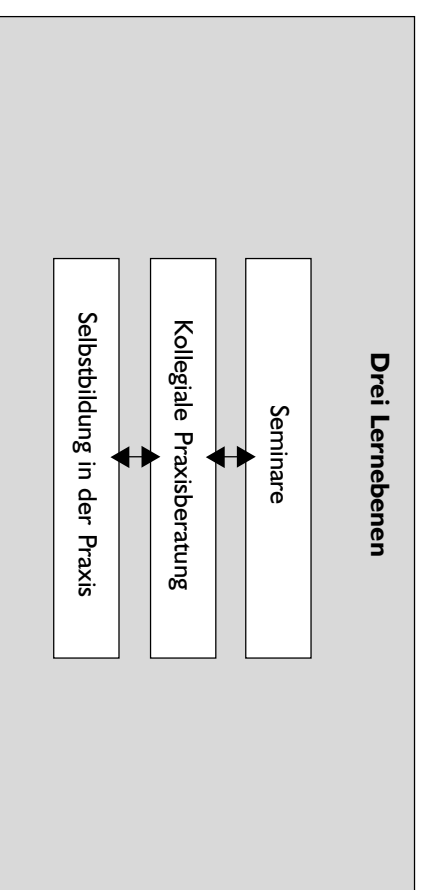 Drei Lernebenen
Seminare
Kollegiale Praxisberatung
Selbstbildung in der Praxis